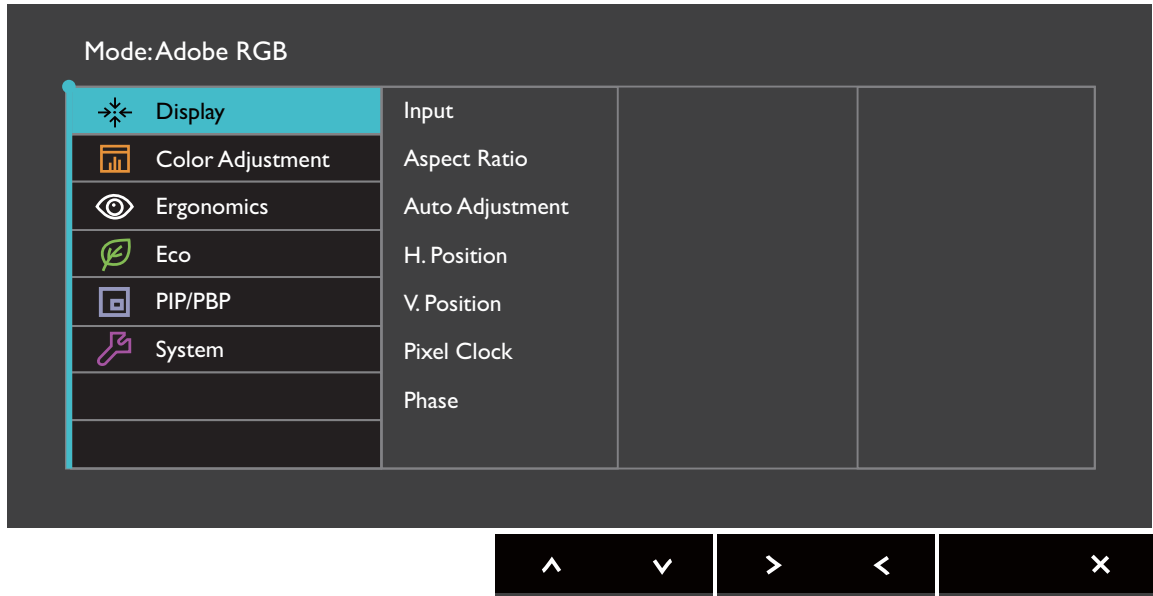 Mode: Adobe RGB
Display
Color Adjustment
Ergonomics
Eco
PIP/PBP
System
Input
Aspect Ratio
Auto Adjustment
H. Position
V. Position
Pixel Clock
Phase